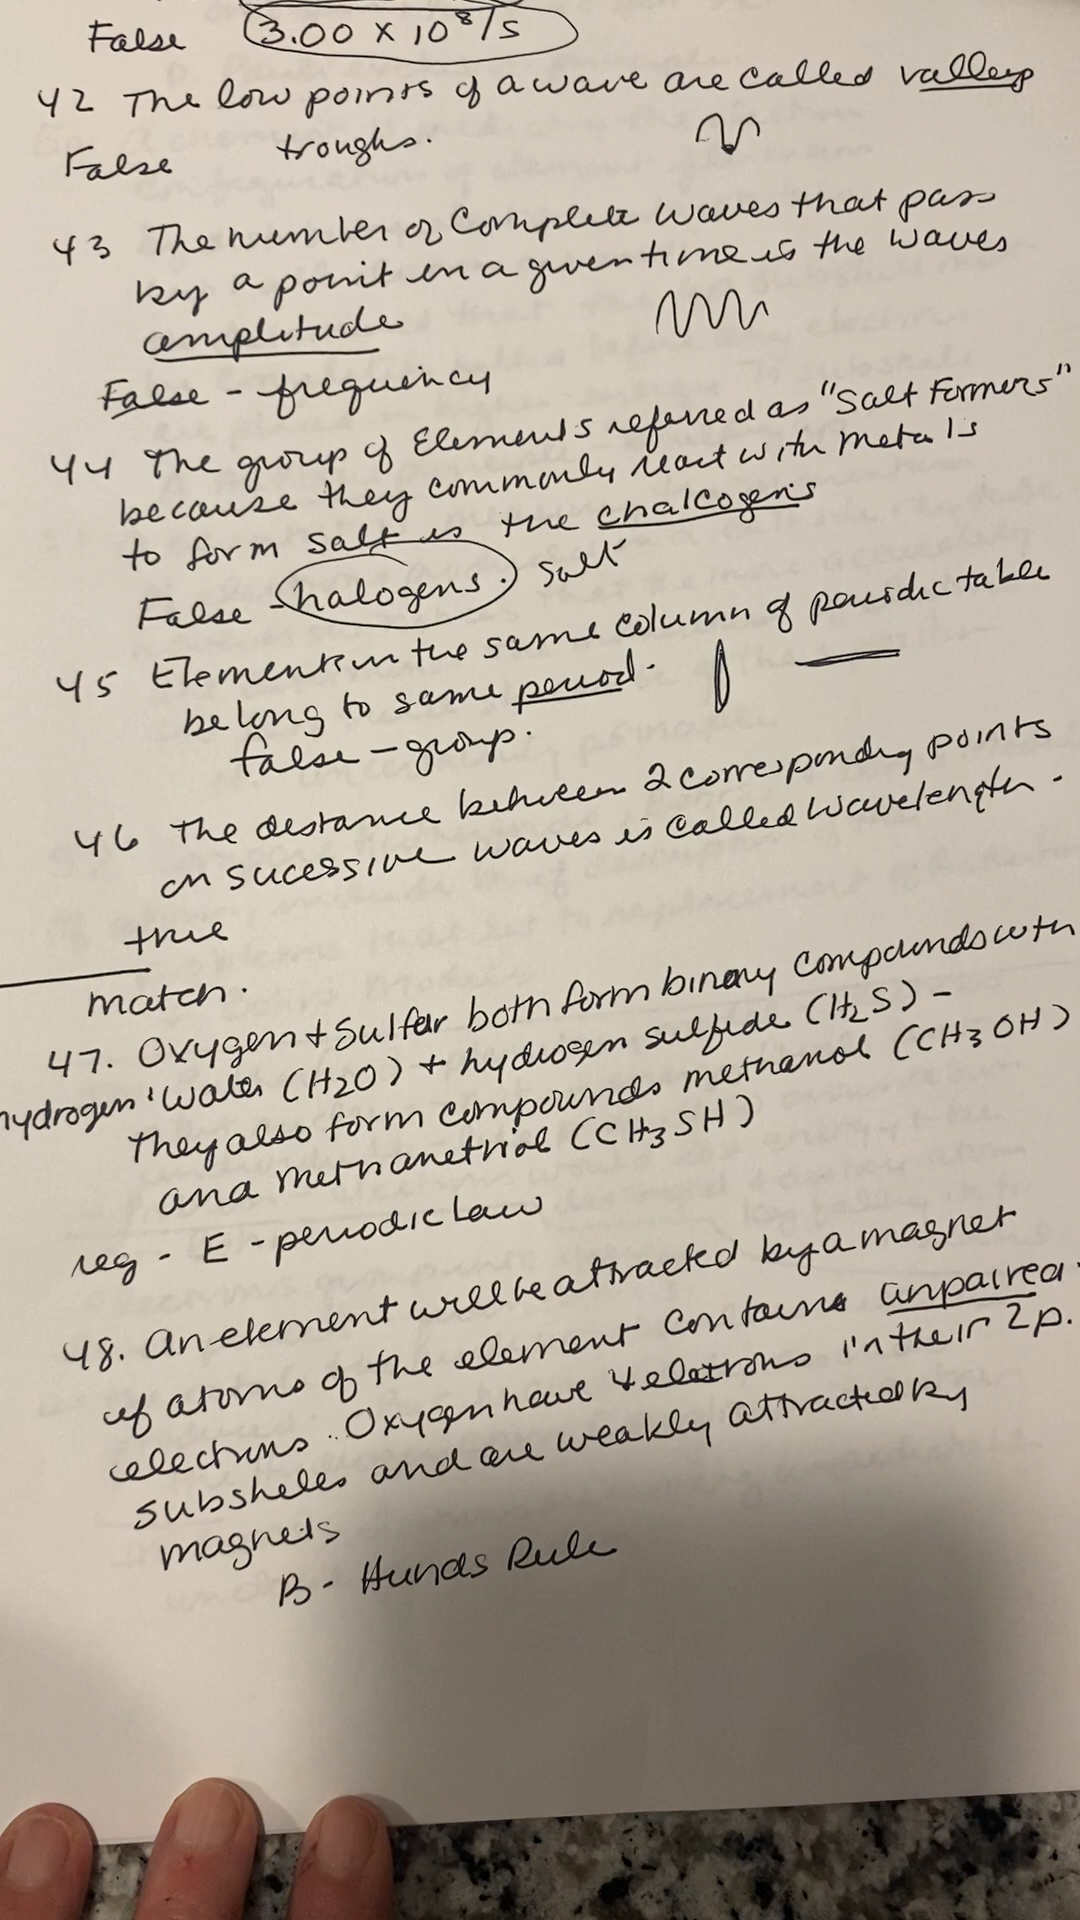 False 3.00 x 10⁸/s
42 The low points of a wave are called valleys
False troughs.
43 The number of Complete waves that pass
by a point in a given time is the waves
amplitude
False - frequency
44 The group of Elements referred as "Salt Formers"
because they commonly react with metals
to form salt is the chalcogens
False - halogens. salt
45 Elements in the same column of periodic table
belong to same period.
false - group.
46 The distance between 2 corresponding points
on sucessive waves is called wavelength.
true
Match.
47. Oxygen + Sulfur both form binary compounds with
hydrogen: water (H2O) + hydrogen sulfide (H2S) -
They also form compounds methanol (CH3OH)
and methanethiol (CH3SH)
reg - E - periodic Law
48. An element will be attracted by a magnet
if atoms of the element contains unpaired
electrons. Oxygen have 4 electrons in their 2p.
subshells and are weakly attracted by
magnets
B - Hunds Rule